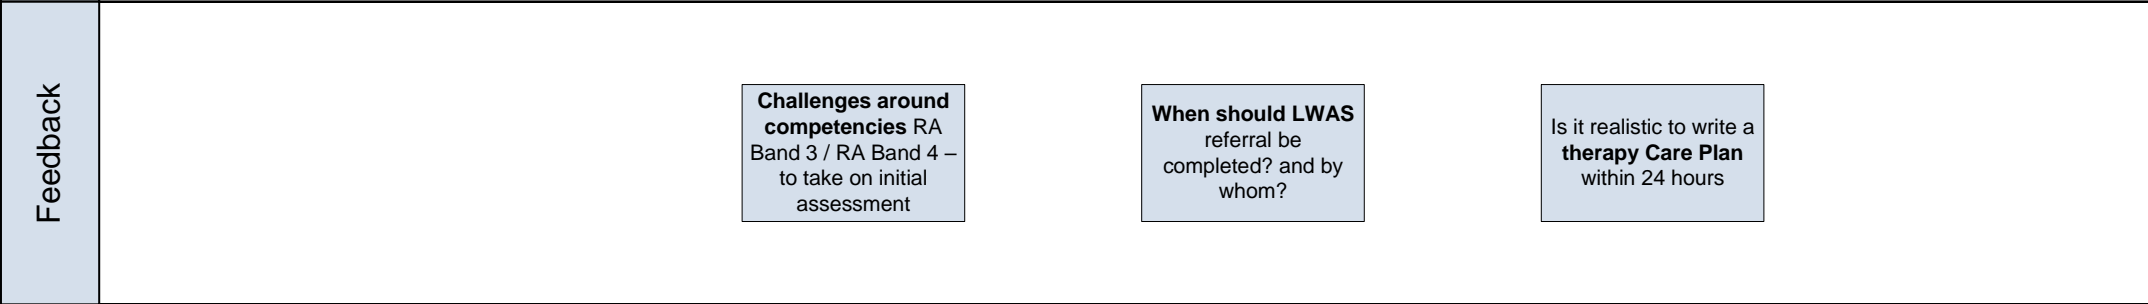 Feedback
Challenges around
competencies RA
Band 3 / RA Band 4 –
to take on initial
assessment
When should LWAS
referral be
completed? and by
whom?
Is it realistic to write a
therapy Care Plan
within 24 hours